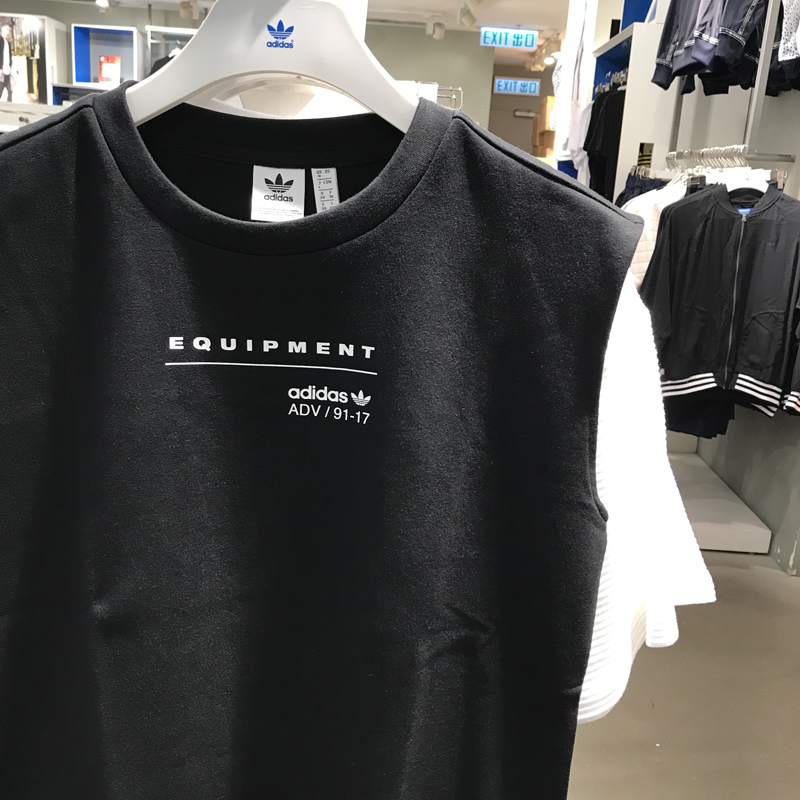 adidas
EXIT 出口
EXIT 出口
adidas
EQUIPMENT
adidas
ADV / 91-17